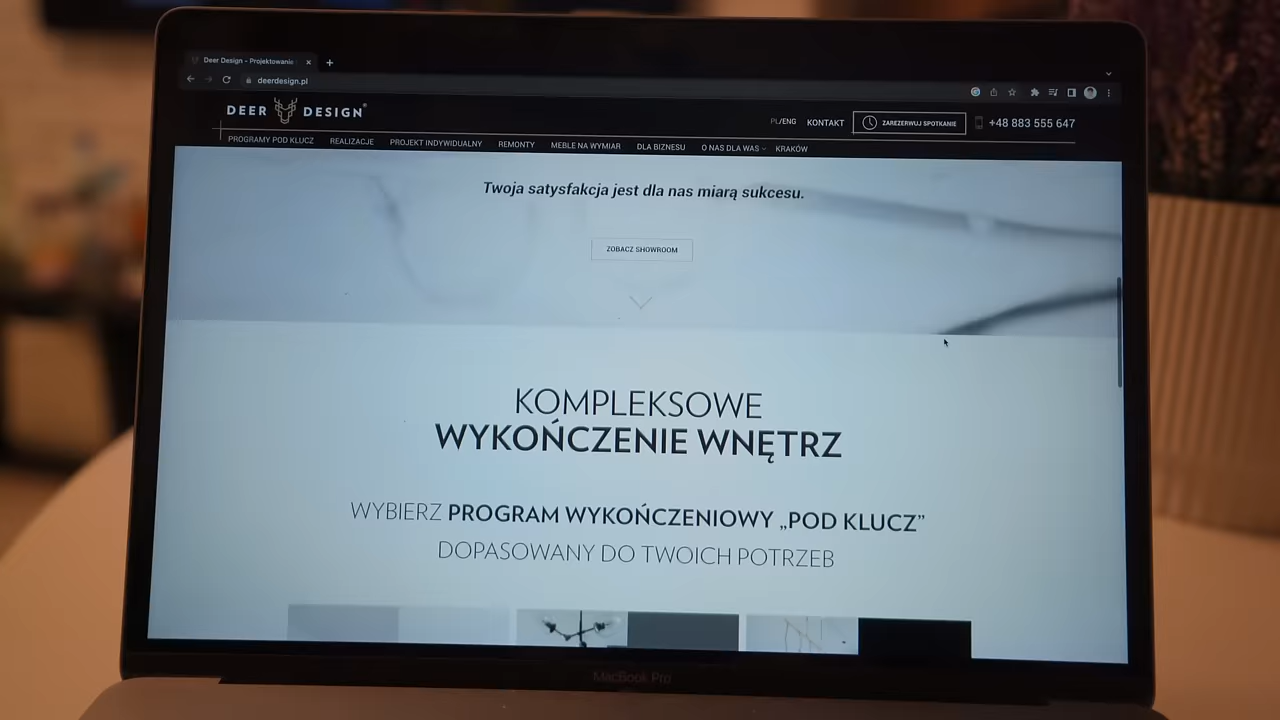 Deer Design - Projektowanie
deerdesign.pl
DEER DESIGN®
PL/ENG KONTAKT ZAREZERWUJ SPOTKANIE +48 883 555 647
PROGRAMY POD KLUCZ REALIZACJE PROJEKT INDYWIDUALNY REMONTY MEBLE NA WYMIAR DLA BIZNESU O NAS DLA WAS KRAKÓW
Twoja satysfakcja jest dla nas miarą sukcesu.
ZOBACZ SHOWROOM
KOMPLEKSOWE
WYKOŃCZENIE WNĘTRZ
WYBIERZ PROGRAM WYKOŃCZENIOWY „POD KLUCZ”
DOPASOWANY DO TWOICH POTRZEB
MacBook Pro